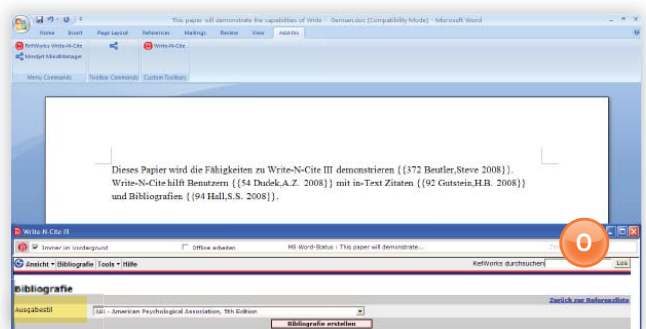 This paper will demonstrate the capabilities of Write - German.doc [Compatibility Mode] - Microsoft Word
Home Insert Page Layout References Mailings Review View Add-Ins
RefWorks Write-N-Cite Write-N-Cite
Mindjet MindManager
Menu Commands Toolbar Commands Custom Toolbars
Dieses Papier wird die Fähigkeiten zu Write-N-Cite III demonstrieren {{372 Beutler,Steve 2008}}.
Write-N-Cite hilft Benutzern {{54 Dudek,A.Z. 2008}} mit in-Text Zitaten {{92 Gutstein,H.B. 2008}}
und Bibliografien {{94 Hall,S.S. 2008}}.
Write-N-Cite III
Immer im Vordergrund Offline arbeiten MS Word-Status : This paper will demonstrate...
O
Ansicht Bibliografie Tools Hilfe RefWorks durchsuchen Los
Bibliografie
Zurück zur Referenzliste
Ausgabestil APA - American Psychological Association, 5th Edition
Bibliografie erstellen